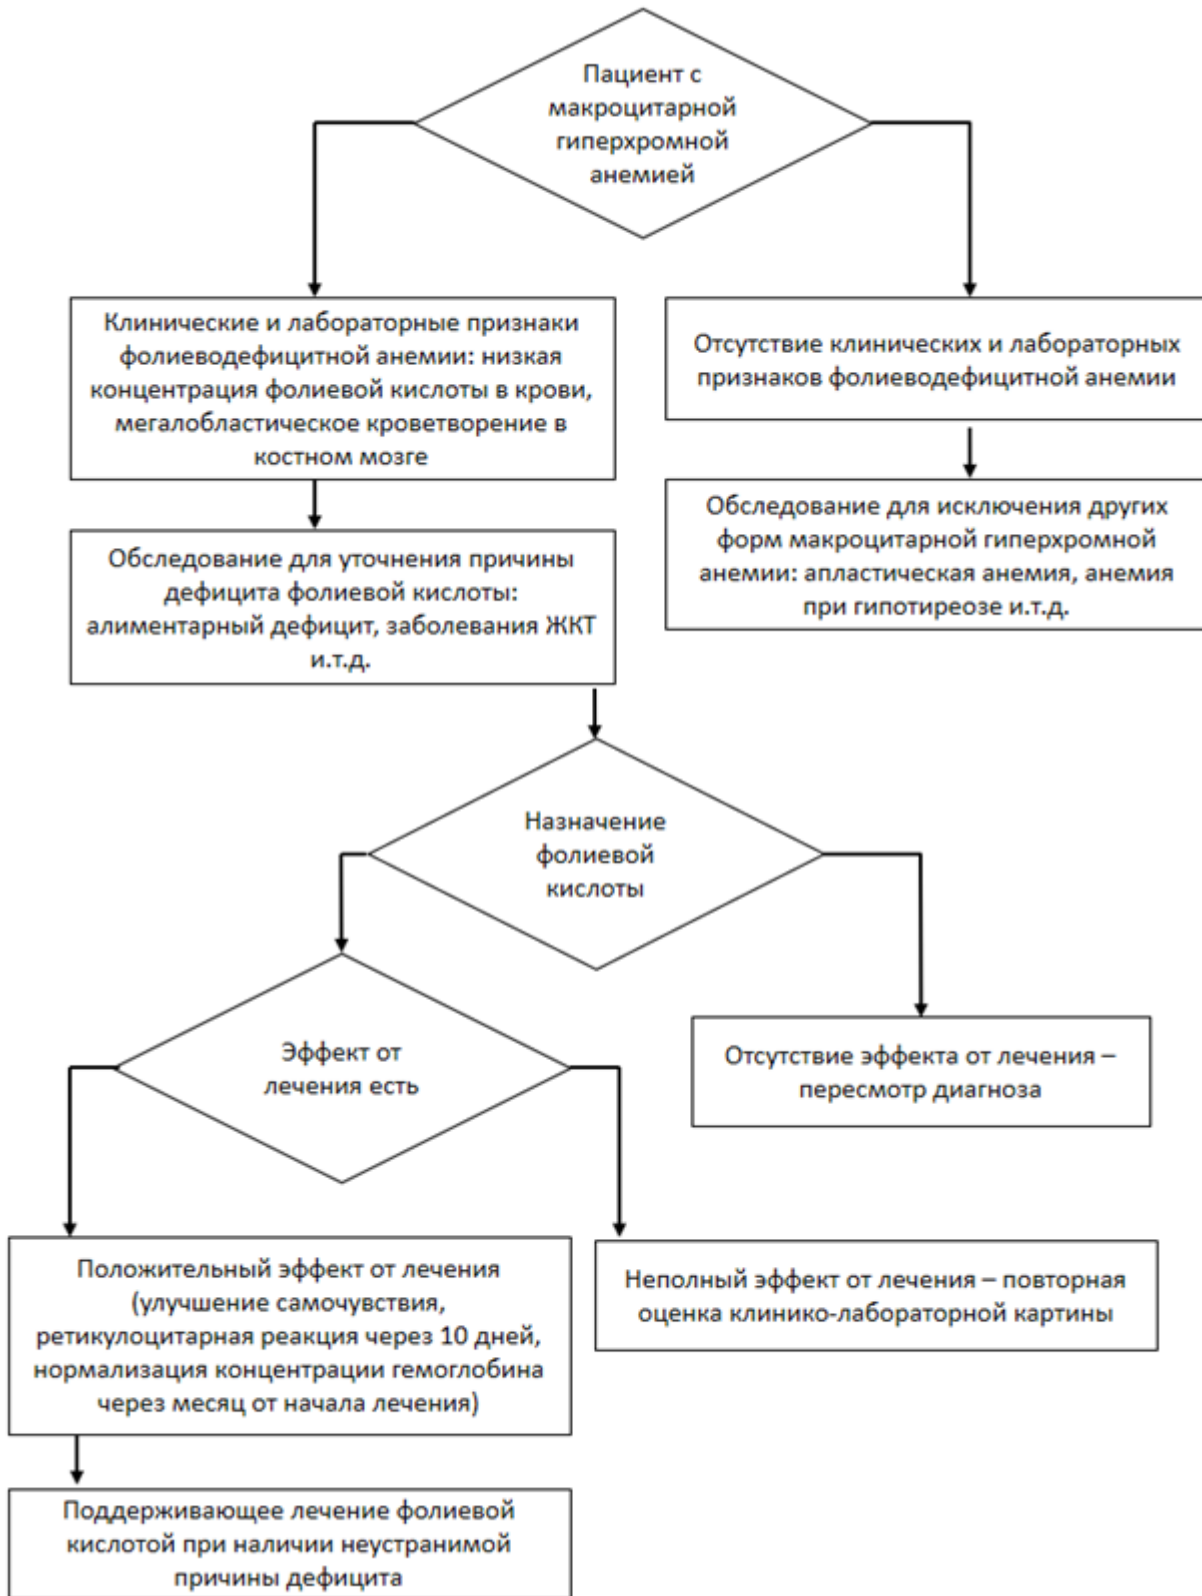 Пациент с
макроцитарной
гиперхромной
анемией
Клинические и лабораторные признаки
фолиеводефицитной анемии: низкая
концентрация фолиевой кислоты в крови,
мегалобластическое кроветворение в
костном мозге
Отсутствие клинических и лабораторных
признаков фолиеводефицитной анемии
Обследование для уточнения причины
дефицита фолиевой кислоты:
алиментарный дефицит, заболевания ЖКТ
и.т.д.
Обследование для исключения других
форм макроцитарной гиперхромной
анемии: апластическая анемия, анемия
при гипотиреозе и.т.д.
Назначение
фолиевой
кислоты
Эффект от
лечения есть
Отсутствие эффекта от лечения –
пересмотр диагноза
Положительный эффект от лечения
(улучшение самочувствия,
ретикулоцитарная реакция через 10 дней,
нормализация концентрации гемоглобина
через месяц от начала лечения)
Неполный эффект от лечения – повторная
оценка клинико-лабораторной картины
Поддерживающее лечение фолиевой
кислотой при наличии неустранимой
причины дефицита